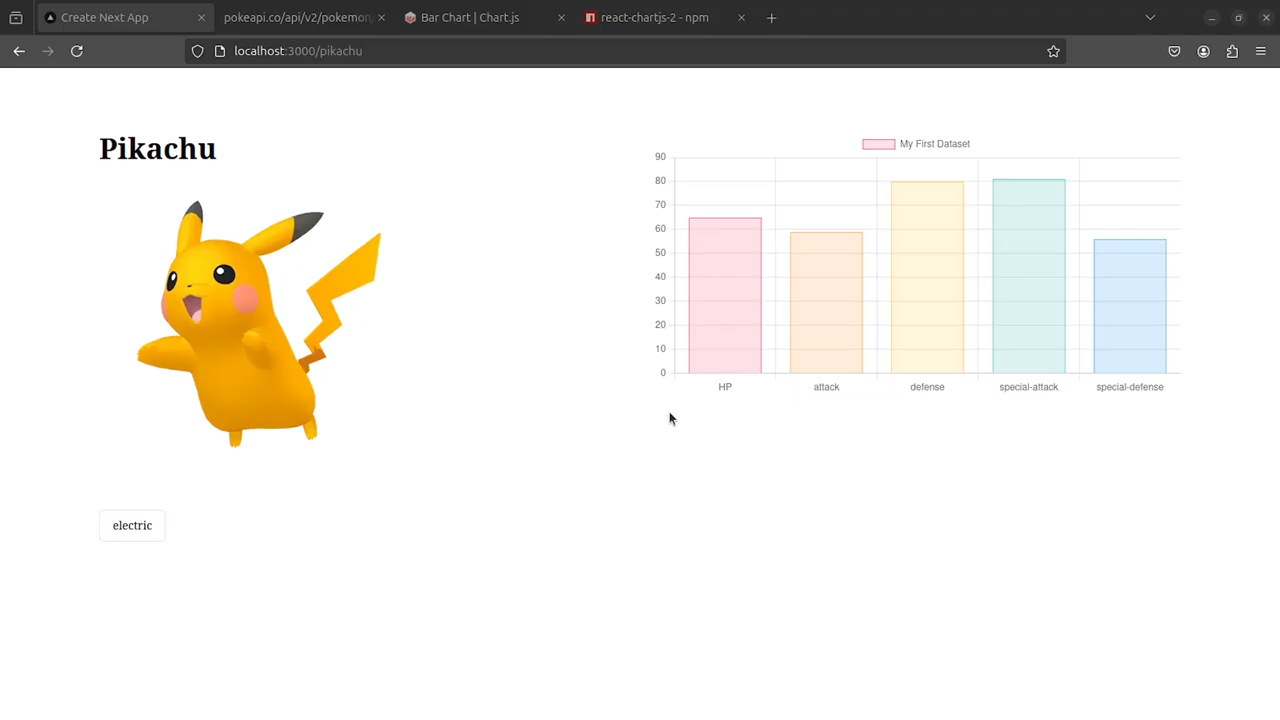 Create Next App
pokeapi.co/api/v2/pokemon
Bar Chart | Chart.js
react-chartjs-2 - npm
localhost:3000/pikachu
Pikachu
My First Dataset
90
80
70
60
50
40
30
20
10
0
HP
attack
defense
special-attack
special-defense
electric